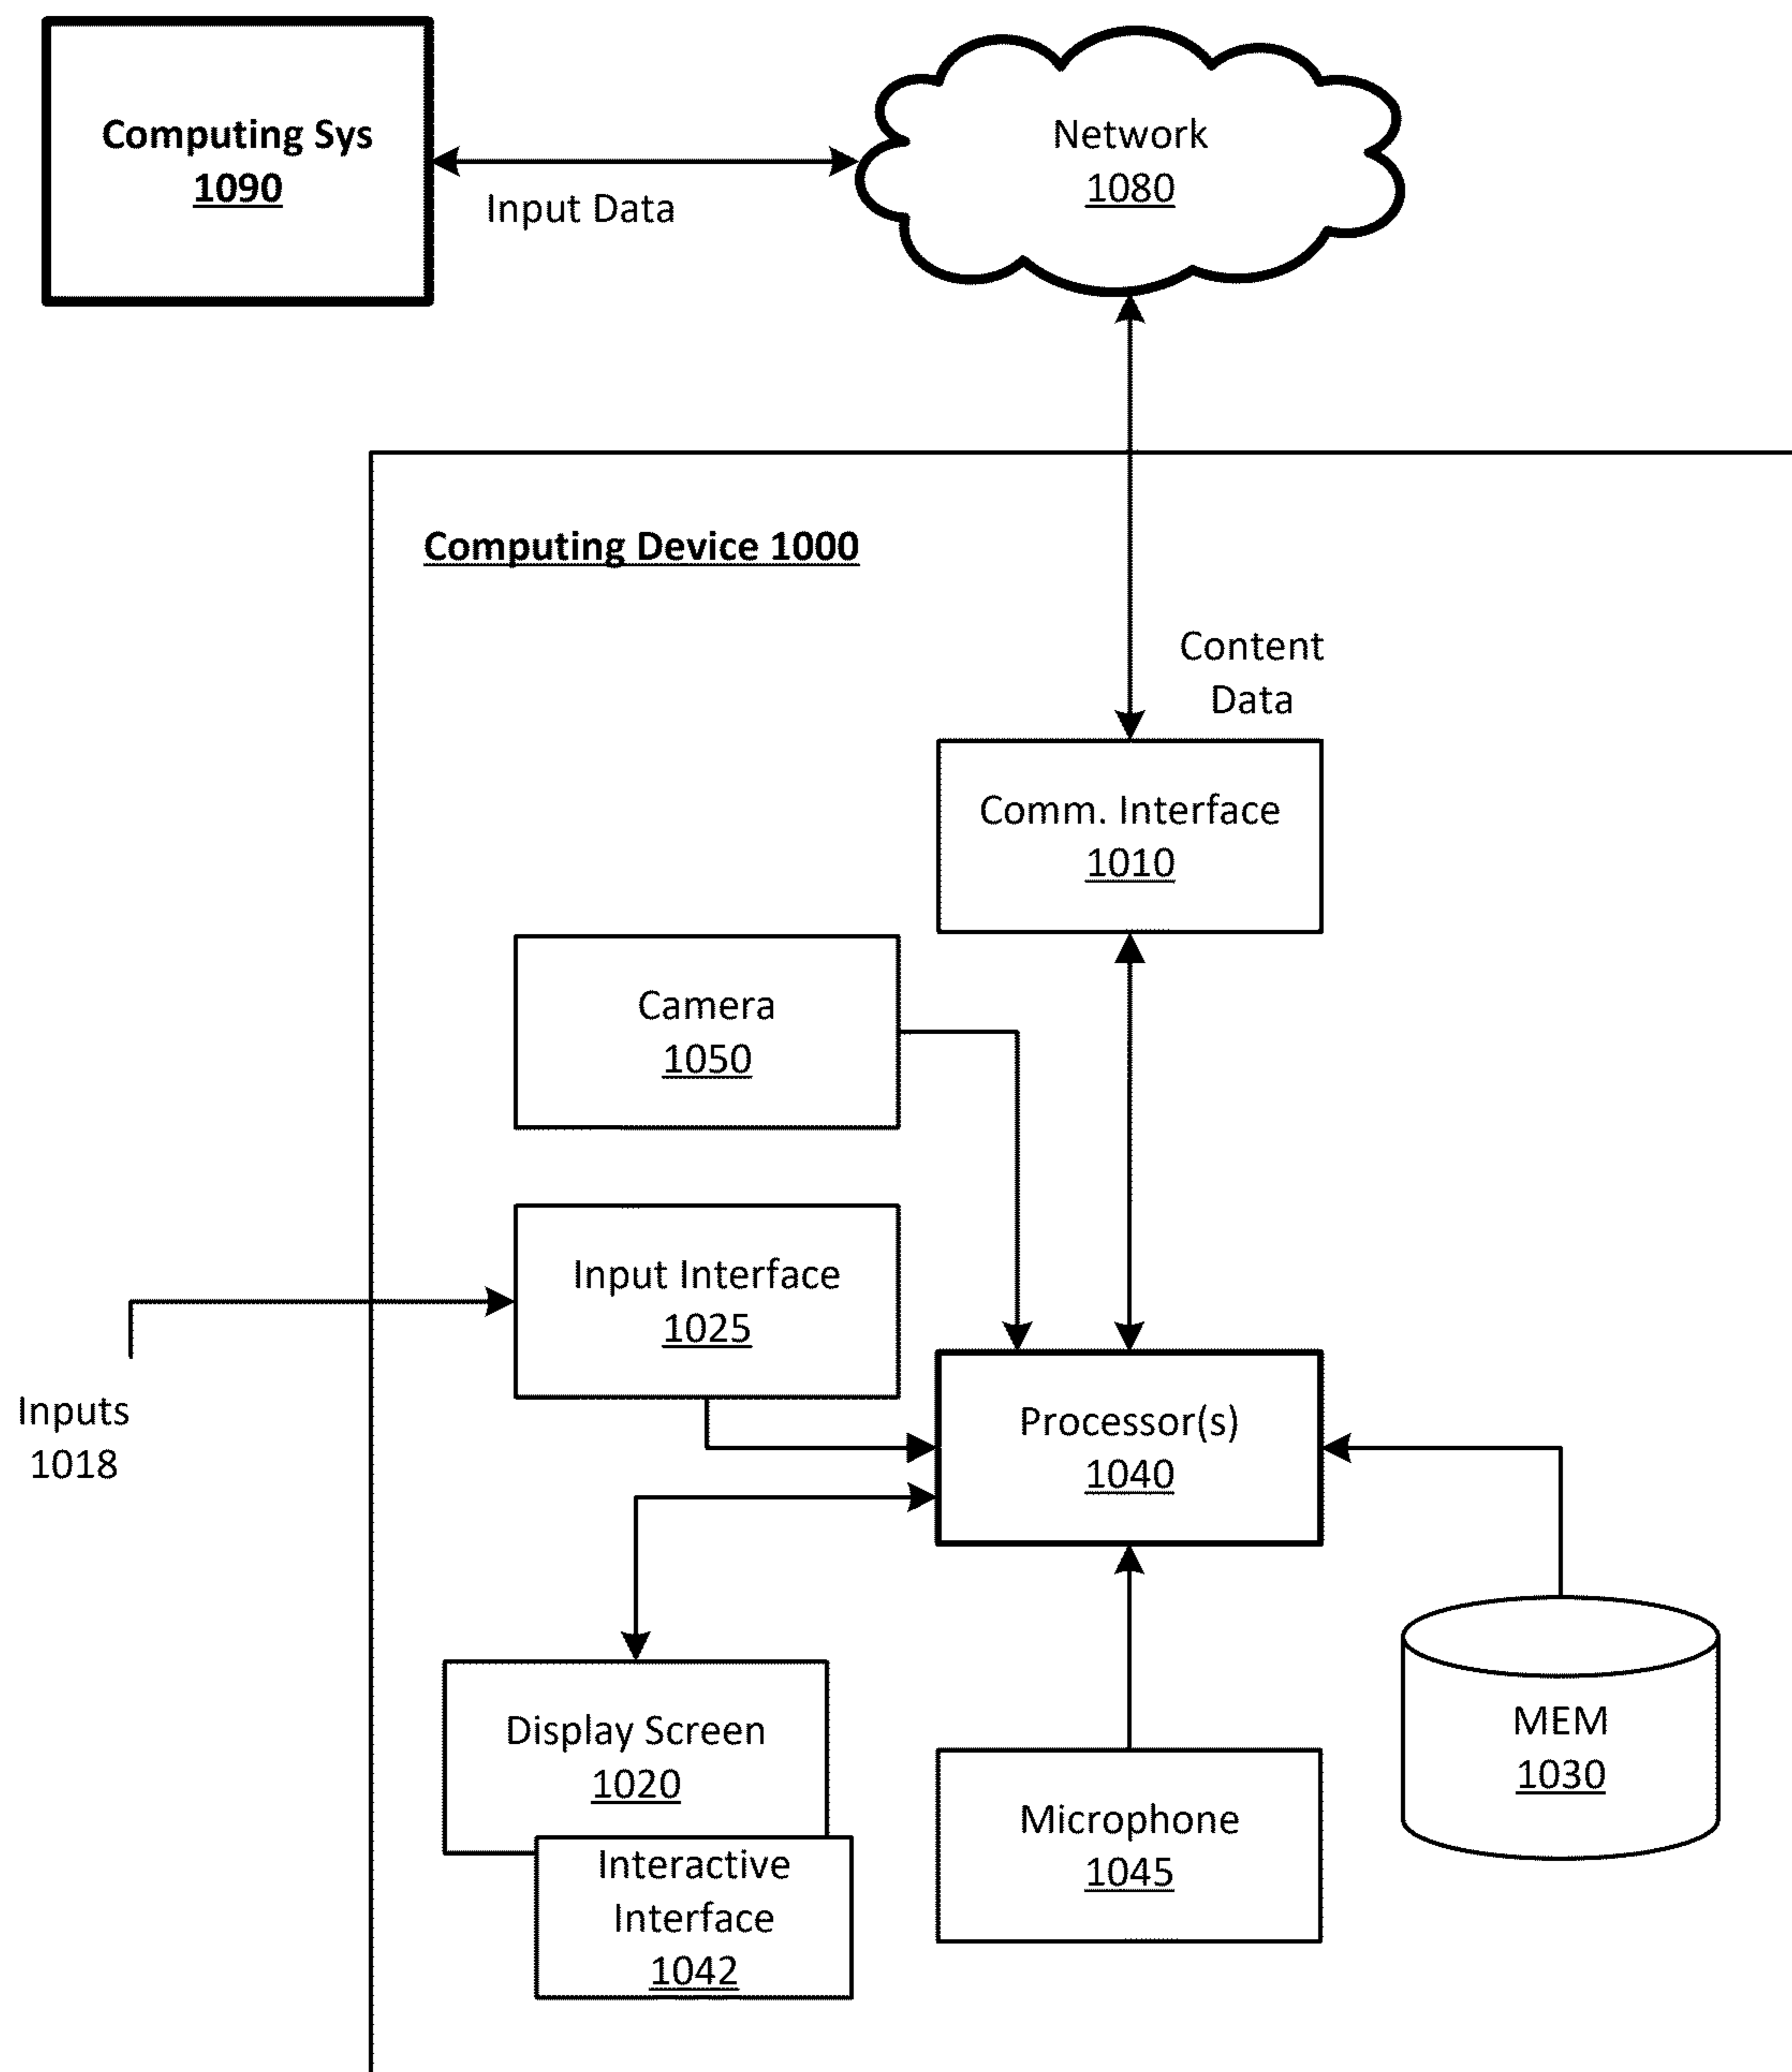 Computing Sys
1090
Input Data
Network
1080
Computing Device 1000
Content
Data
Comm. Interface
1010
Camera
1050
Input Interface
1025
Inputs
1018
Processor(s)
1040
Display Screen
1020
Interactive
Interface
1042
Microphone
1045
MEM
1030